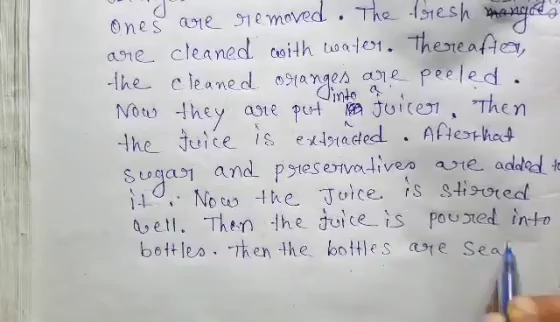 ones are removed. The fresh
are cleaned with water. Thereafter,
the cleaned oranges are peeled.
Now they are put into a Juicer. Then
the Juice is extracted. Afterthat
sugar and preservatives are added to
it. Now the Juice is stirred
well. Then the juice is poured into
bottles. Then the bottles are sea